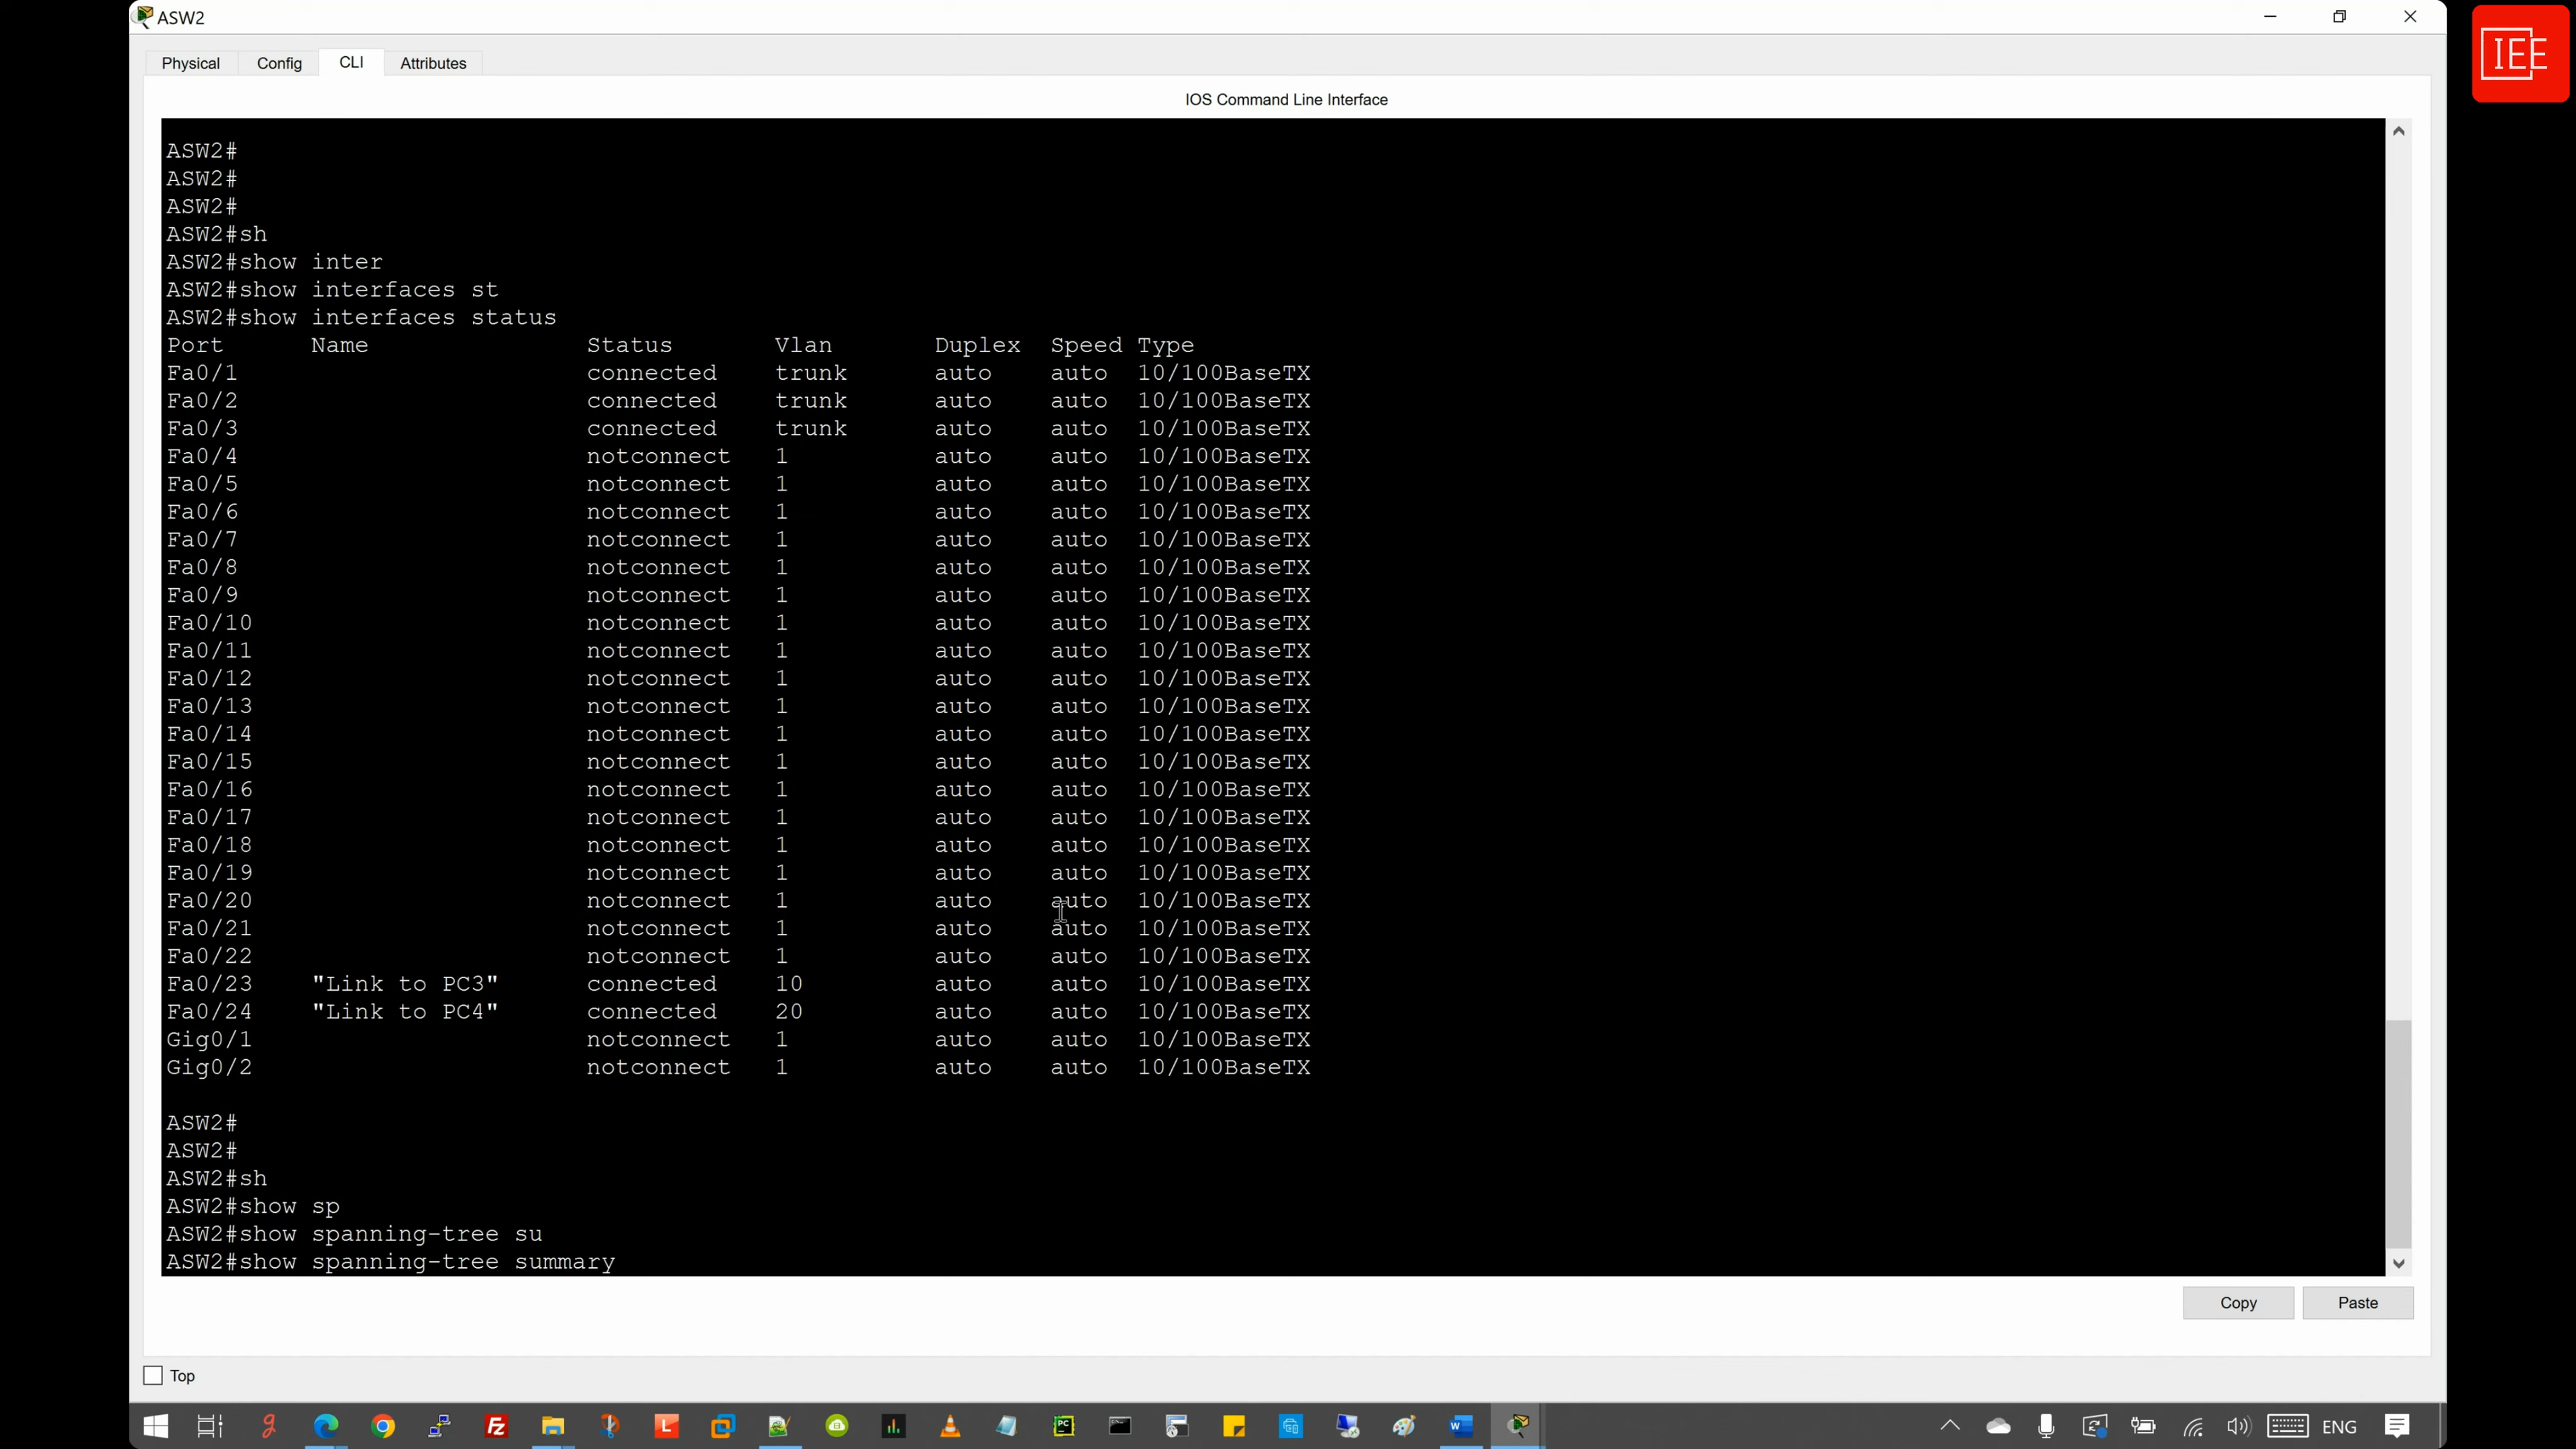 ASW2
IEE
Physical Config CLI Attributes
IOS Command Line Interface
ASW2#
ASW2#
ASW2#
ASW2#sh
ASW2#show inter
ASW2#show interfaces st
ASW2#show interfaces status
Port Name Status Vlan Duplex Speed Type
Fa0/1 connected trunk auto auto 10/100BaseTX
Fa0/2 connected trunk auto auto 10/100BaseTX
Fa0/3 connected trunk auto auto 10/100BaseTX
Fa0/4 notconnect 1 auto auto 10/100BaseTX
Fa0/5 notconnect 1 auto auto 10/100BaseTX
Fa0/6 notconnect 1 auto auto 10/100BaseTX
Fa0/7 notconnect 1 auto auto 10/100BaseTX
Fa0/8 notconnect 1 auto auto 10/100BaseTX
Fa0/9 notconnect 1 auto auto 10/100BaseTX
Fa0/10 notconnect 1 auto auto 10/100BaseTX
Fa0/11 notconnect 1 auto auto 10/100BaseTX
Fa0/12 notconnect 1 auto auto 10/100BaseTX
Fa0/13 notconnect 1 auto auto 10/100BaseTX
Fa0/14 notconnect 1 auto auto 10/100BaseTX
Fa0/15 notconnect 1 auto auto 10/100BaseTX
Fa0/16 notconnect 1 auto auto 10/100BaseTX
Fa0/17 notconnect 1 auto auto 10/100BaseTX
Fa0/18 notconnect 1 auto auto 10/100BaseTX
Fa0/19 notconnect 1 auto auto 10/100BaseTX
Fa0/20 notconnect 1 auto auto 10/100BaseTX
Fa0/21 notconnect 1 auto auto 10/100BaseTX
Fa0/22 notconnect 1 auto auto 10/100BaseTX
Fa0/23 "Link to PC3" connected 10 auto auto 10/100BaseTX
Fa0/24 "Link to PC4" connected 20 auto auto 10/100BaseTX
Gig0/1 notconnect 1 auto auto 10/100BaseTX
Gig0/2 notconnect 1 auto auto 10/100BaseTX
ASW2#
ASW2#
ASW2#sh
ASW2#show sp
ASW2#show spanning-tree su
ASW2#show spanning-tree summary
Copy Paste
Top
ENG